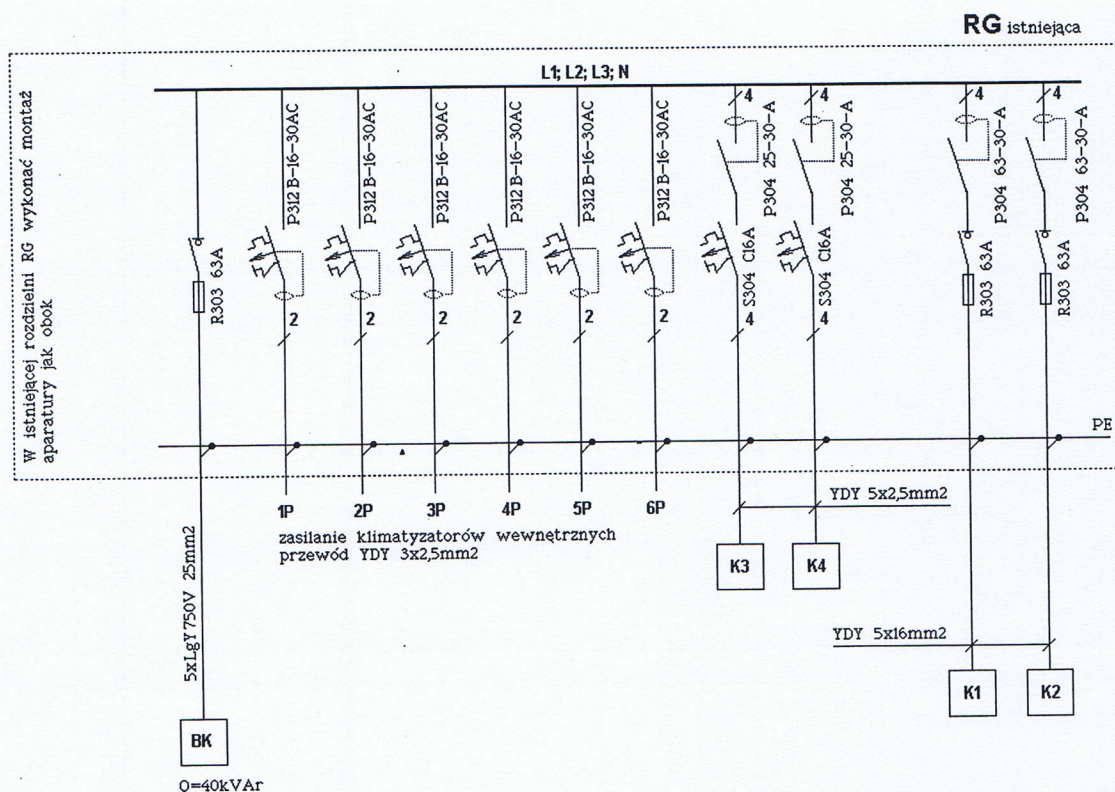 RG istniejąca
L1; L2; L3; N
W istniejącej rozdzielni RG wykonać montaż
aparatury jak obok
R303 63A
P312 B-16-30AC
P312 B-16-30AC
P312 B-16-30AC
P312 B-16-30AC
P312 B-16-30AC
P312 B-16-30AC
4
P304 25-30-A
4
P304 25-30-A
4
P304 63-30-A
4
P304 63-30-A
S304 C16A
S304 C16A
R303 63A
R303 63A
2
2
2
2
2
2
4
4
PE
1P
2P
3P
4P
5P
6P
zasilanie klimatyzatorów wewnętrznych
przewód YDY 3x2,5mm2
YDY 5x2,5mm2
K3
K4
5xLgY 750V 25mm2
YDY 5x16mm2
K1
K2
BK
Q=40kVAr